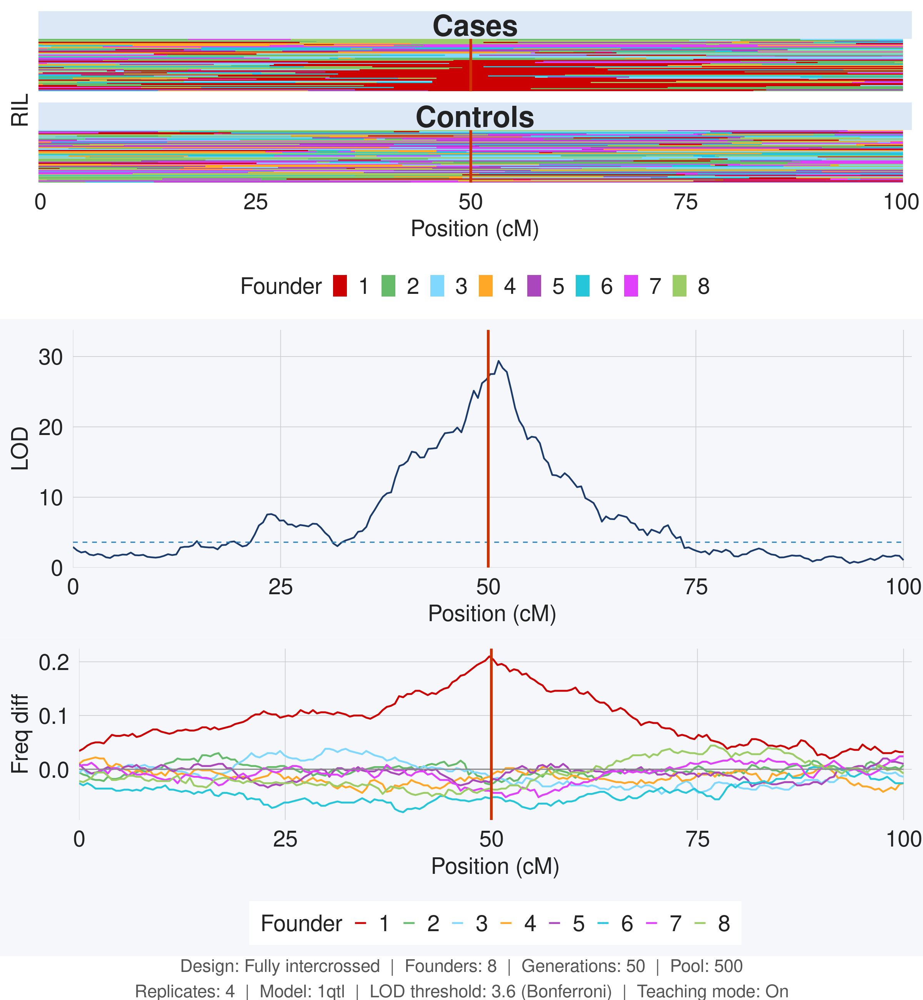 Cases
Controls
RIL
0 25 50 75 100
Position (cM)
Founder 1 2 3 4 5 6 7 8
LOD
30
20
10
0
0 25 50 75 100
Position (cM)
Freq diff
0.2
0.1
0.0
0 25 50 75 100
Position (cM)
Founder 1 2 3 4 5 6 7 8
Design: Fully intercrossed | Founders: 8 | Generations: 50 | Pool: 500
Replicates: 4 | Model: 1qtl | LOD threshold: 3.6 (Bonferroni) | Teaching mode: On